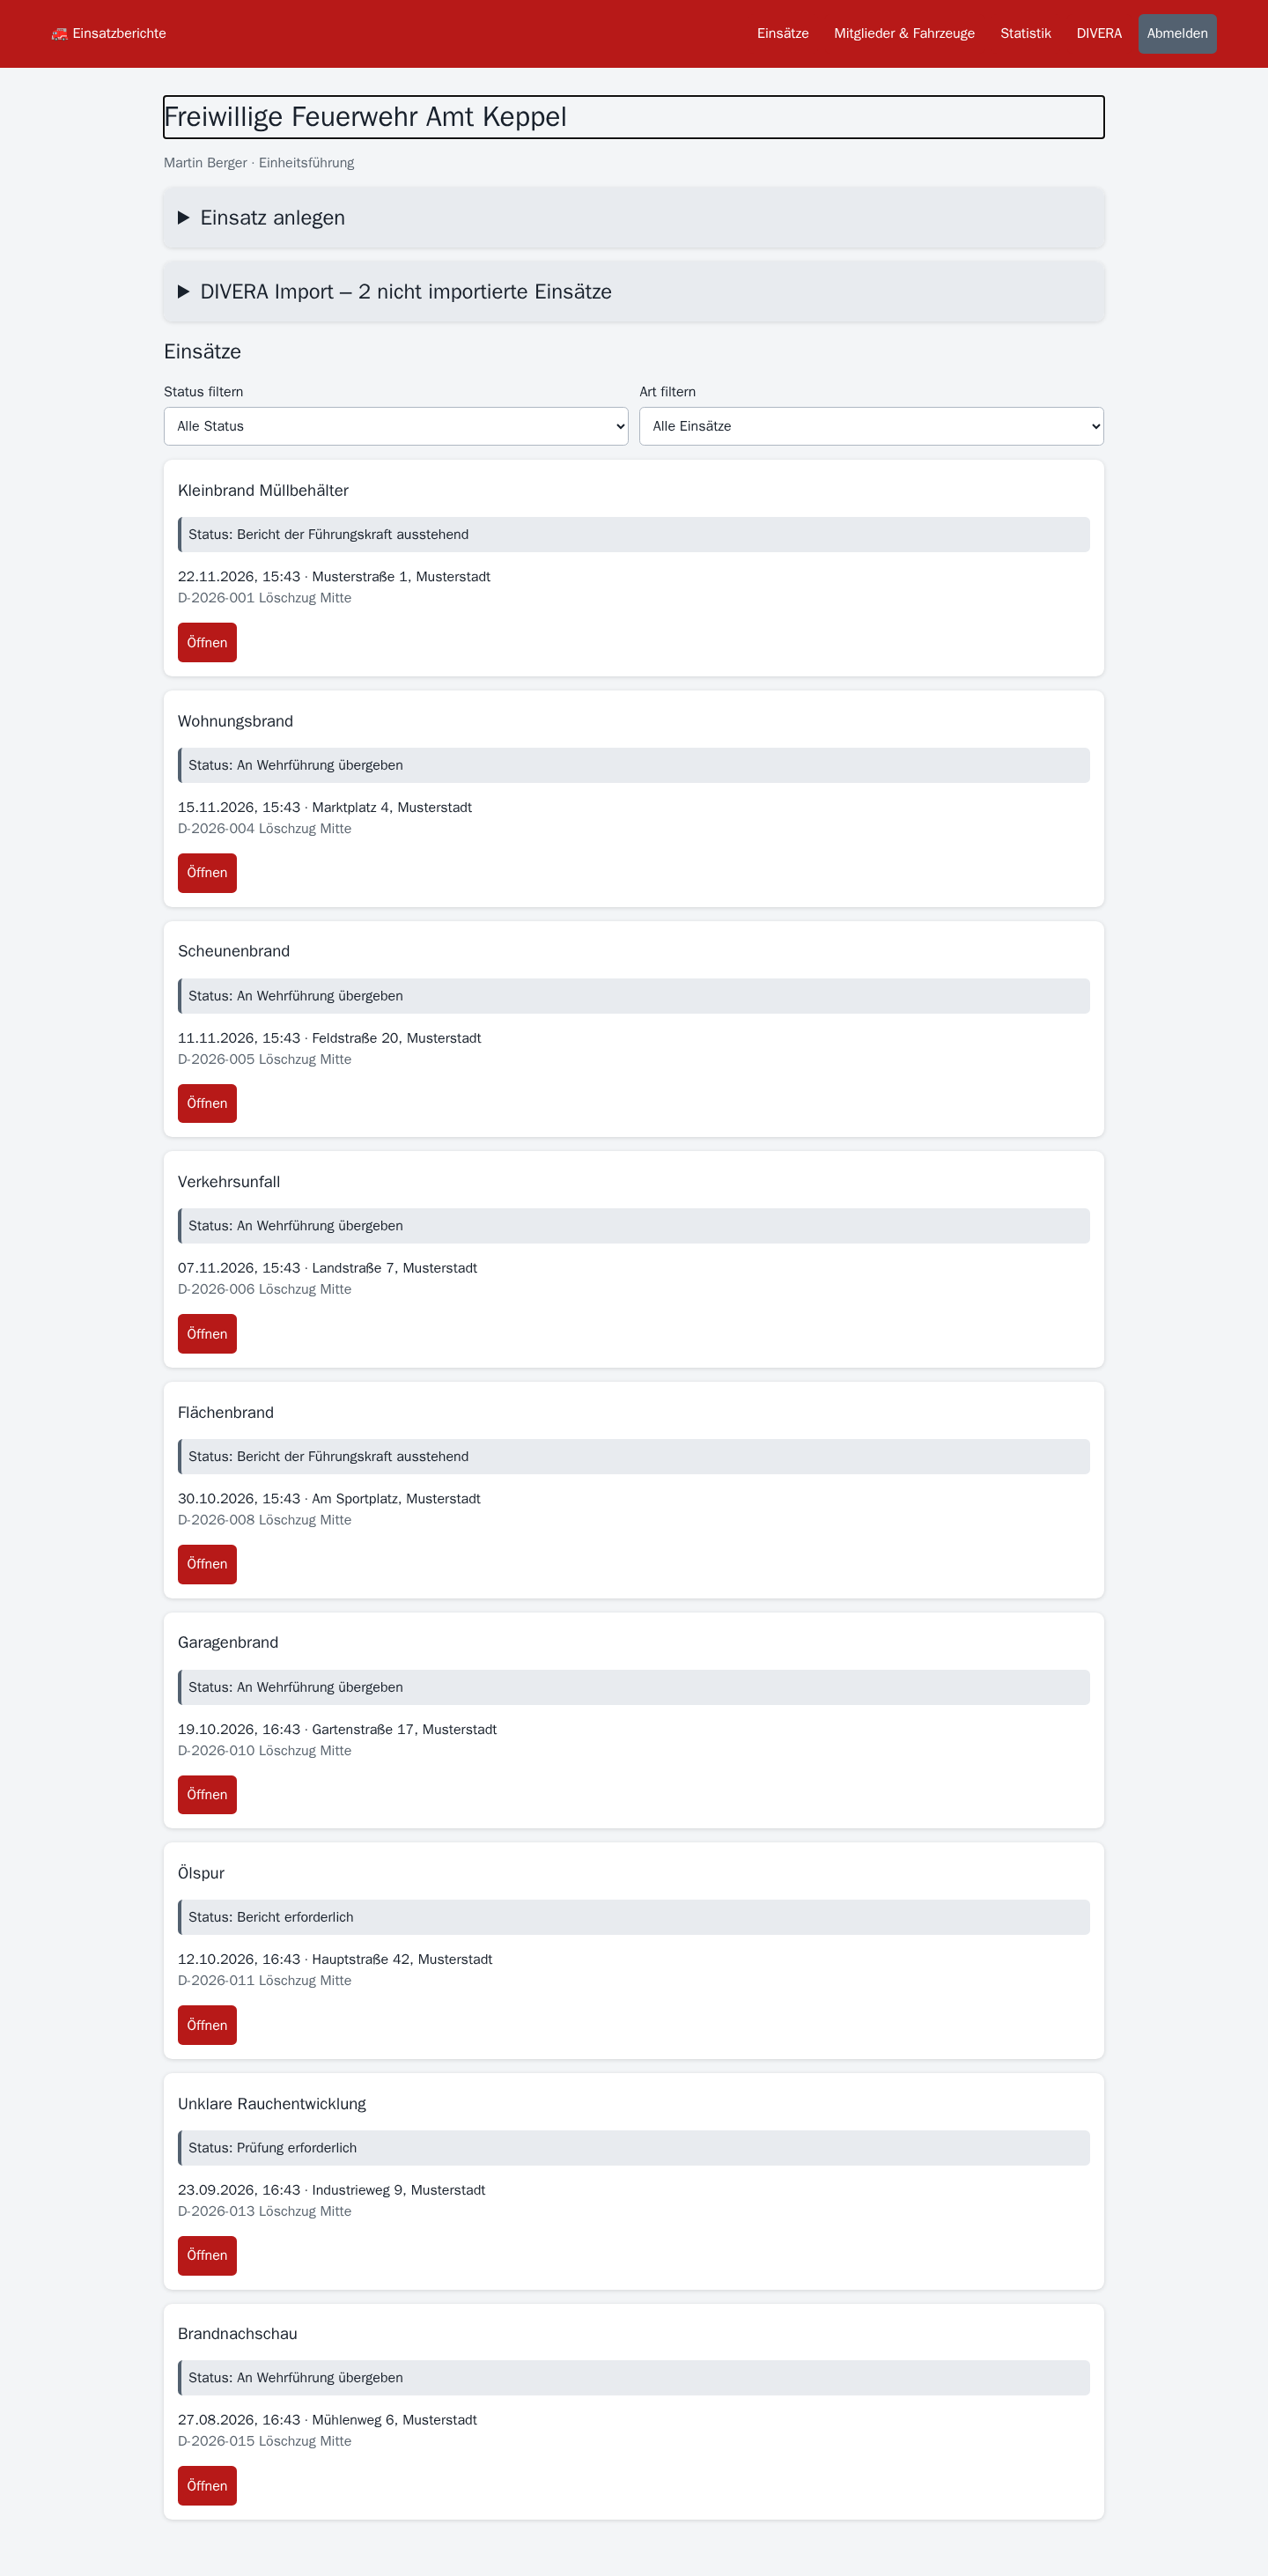 Einsatzberichte
Einsätze
Mitglieder & Fahrzeuge
Statistik
DIVERA
Abmelden
Freiwillige Feuerwehr Amt Keppel
Martin Berger · Einheitsführung
Einsatz anlegen
DIVERA Import – 2 nicht importierte Einsätze
Einsätze
Status filtern
Art filtern
Alle Status
Alle Einsätze
Kleinbrand Müllbehälter
Status: Bericht der Führungskraft ausstehend
22.11.2026, 15:43 · Musterstraße 1, Musterstadt
D-2026-001 Löschzug Mitte
Öffnen
Wohnungsbrand
Status: An Wehrführung übergeben
15.11.2026, 15:43 · Marktplatz 4, Musterstadt
D-2026-004 Löschzug Mitte
Öffnen
Scheunenbrand
Status: An Wehrführung übergeben
11.11.2026, 15:43 · Feldstraße 20, Musterstadt
D-2026-005 Löschzug Mitte
Öffnen
Verkehrsunfall
Status: An Wehrführung übergeben
07.11.2026, 15:43 · Landstraße 7, Musterstadt
D-2026-006 Löschzug Mitte
Öffnen
Flächenbrand
Status: Bericht der Führungskraft ausstehend
30.10.2026, 15:43 · Am Sportplatz, Musterstadt
D-2026-008 Löschzug Mitte
Öffnen
Garagenbrand
Status: An Wehrführung übergeben
19.10.2026, 16:43 · Gartenstraße 17, Musterstadt
D-2026-010 Löschzug Mitte
Öffnen
Ölspur
Status: Bericht erforderlich
12.10.2026, 16:43 · Hauptstraße 42, Musterstadt
D-2026-011 Löschzug Mitte
Öffnen
Unklare Rauchentwicklung
Status: Prüfung erforderlich
23.09.2026, 16:43 · Industrieweg 9, Musterstadt
D-2026-013 Löschzug Mitte
Öffnen
Brandnachschau
Status: An Wehrführung übergeben
27.08.2026, 16:43 · Mühlenweg 6, Musterstadt
D-2026-015 Löschzug Mitte
Öffnen